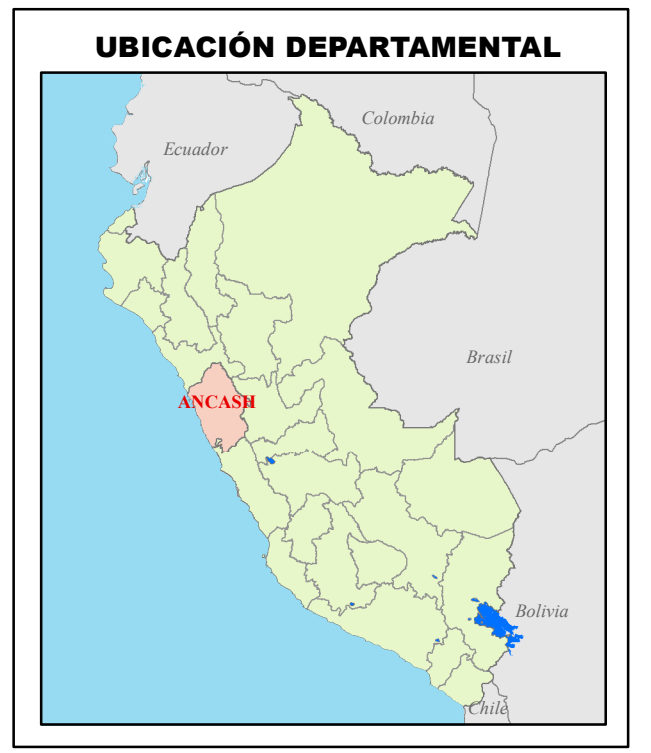 UBICACIÓN DEPARTAMENTAL
Colombia
Ecuador
Brasil
ANCASH
Bolivia
Chile